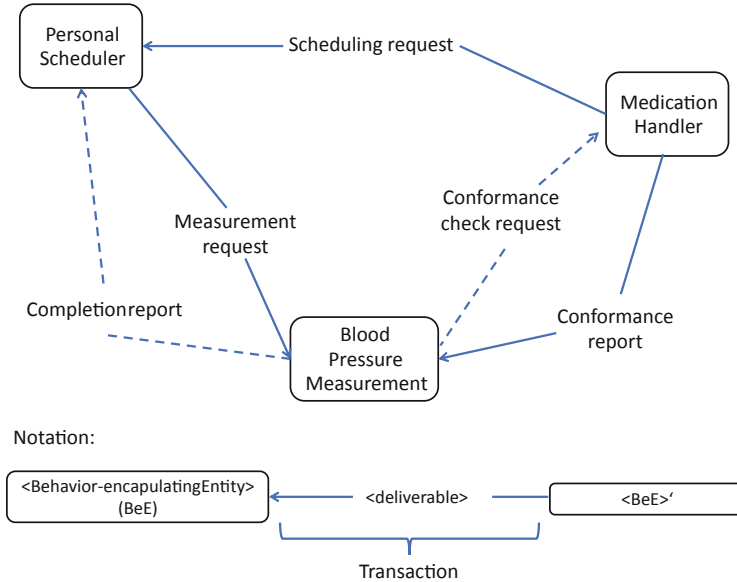 Personal
Scheduler
Scheduling request
Medication
Handler
Measurement
request
Conformance
check request
Completionreport
Blood
Pressure
Measurement
Conformance
report
Notation:
<Behavior-encapulatingEntity>
(BeE)
<deliverable>
<BeE>‘
Transaction